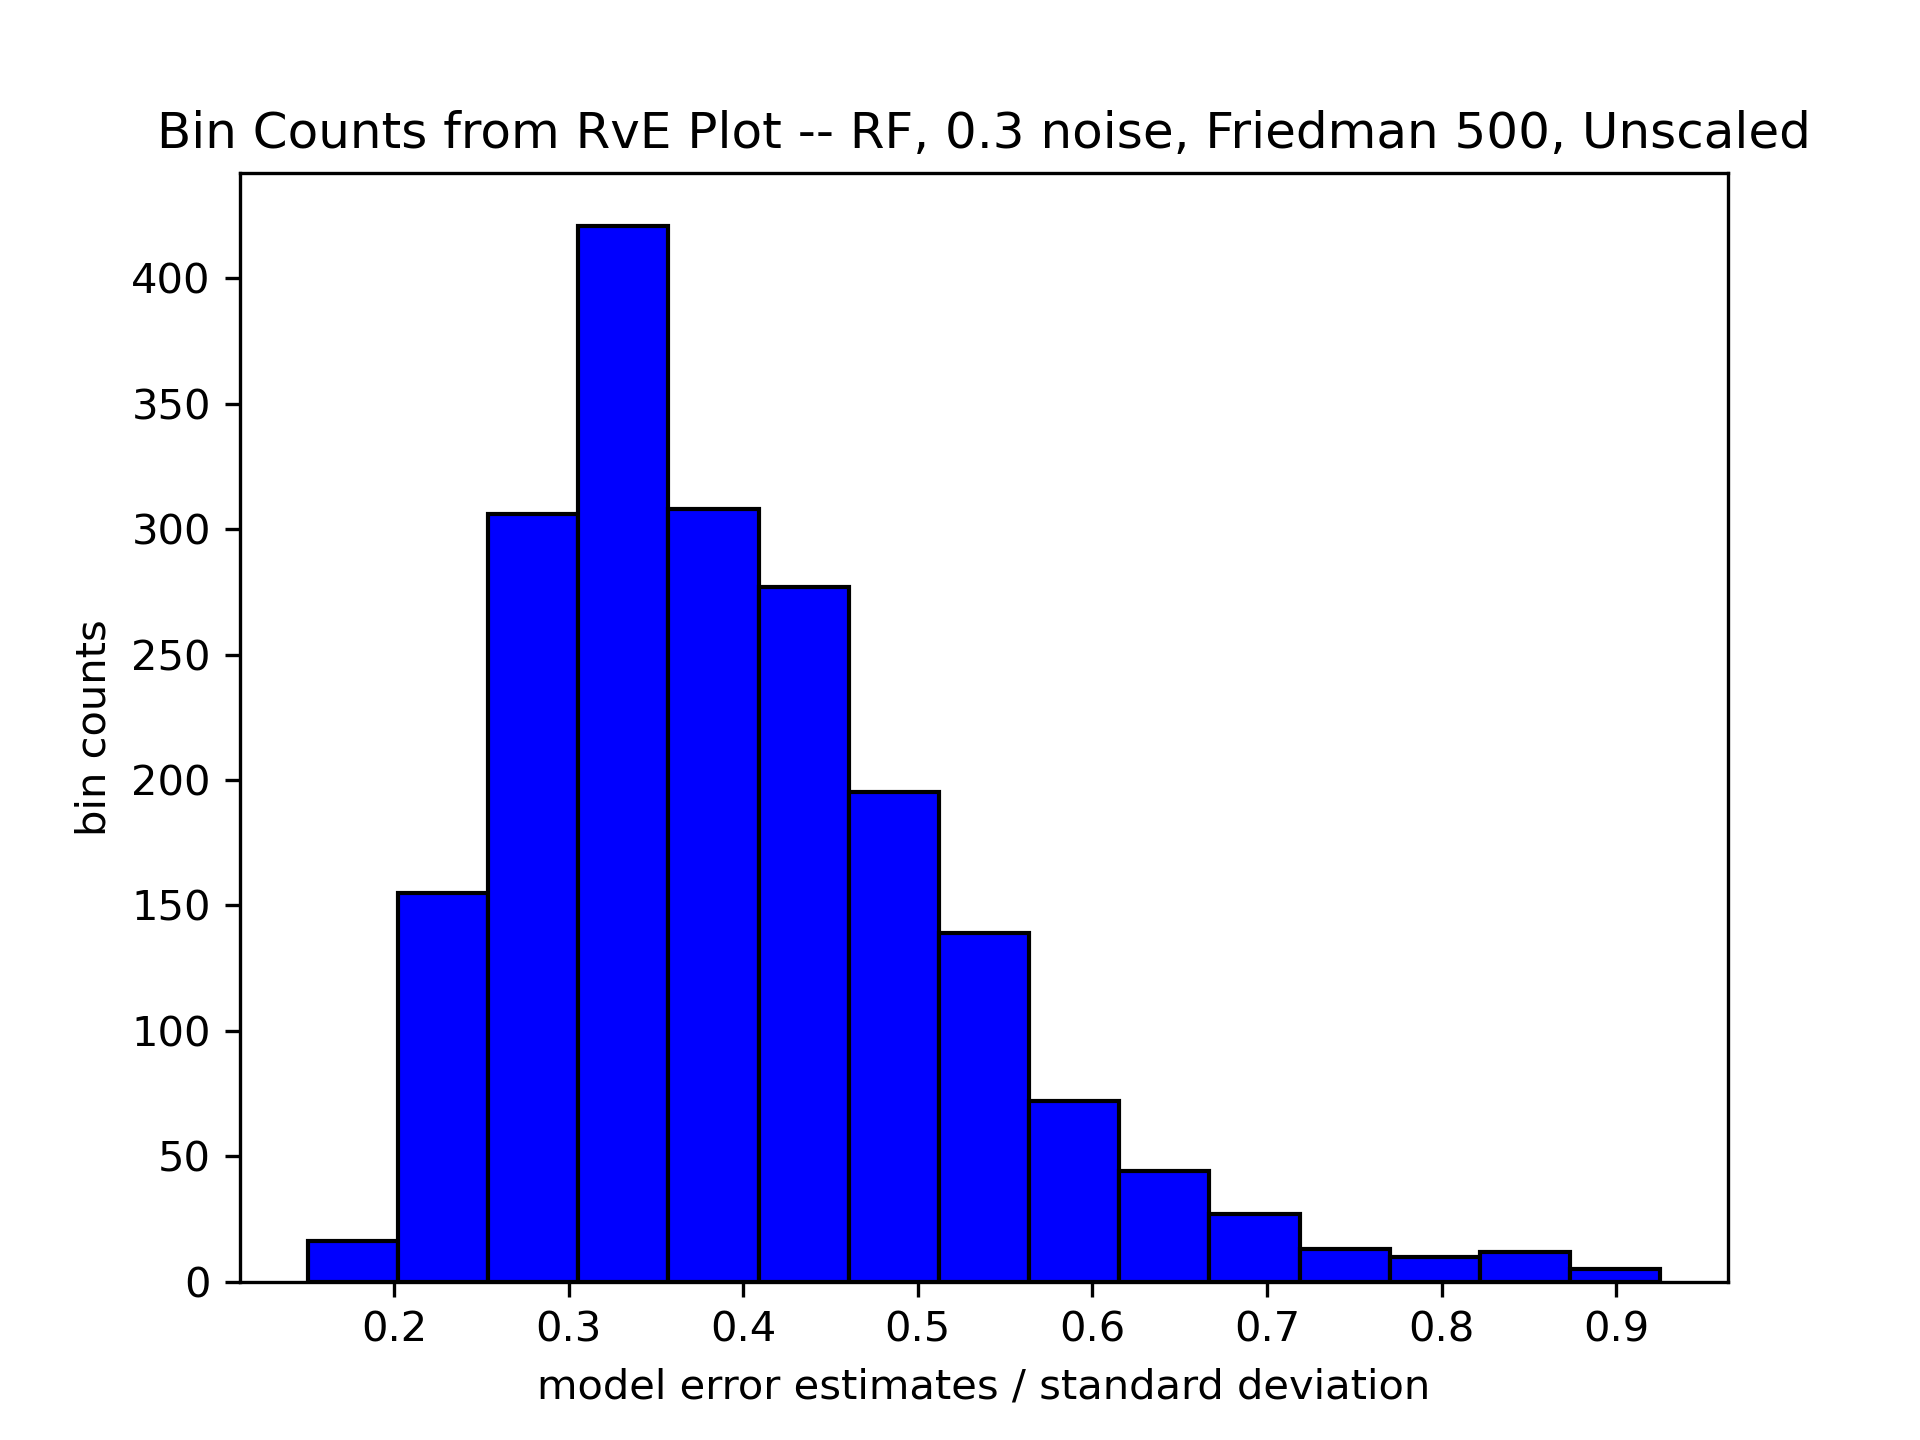 Bin Counts from RvE Plot -- RF, 0.3 noise, Friedman 500, Unscaled
400
350
300
250
200
150
100
50
0
bin counts
0.2 0.3 0.4 0.5 0.6 0.7 0.8 0.9
model error estimates / standard deviation